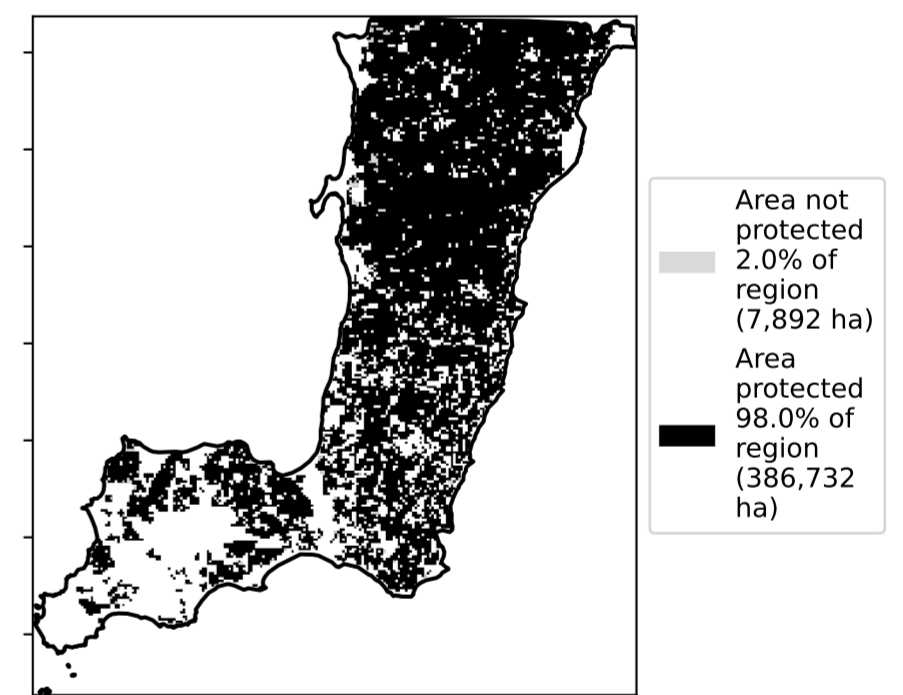 Area not
protected
2.0% of
region
(7,892 ha)
Area
protected
98.0% of
region
(386,732
ha)